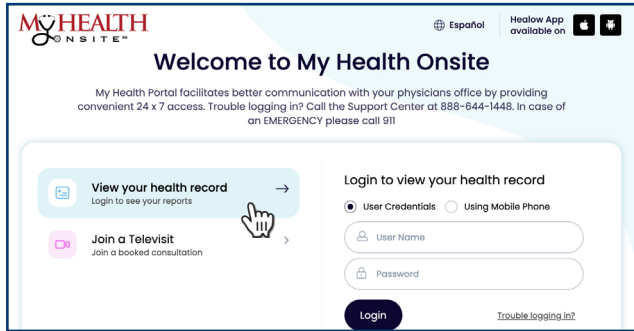 MY HEALTH
ONSITE℠
Español
Healow App
available on
Welcome to My Health Onsite
My Health Portal facilitates better communication with your physicians office by providing
convenient 24 x 7 access. Trouble logging in? Call the Support Center at 888-644-1448. In case of
an EMERGENCY please call 911
View your health record
Login to see your reports
Join a Televisit
Join a booked consultation
Login to view your health record
User Credentials
Using Mobile Phone
User Name
Password
Login
Trouble logging in?